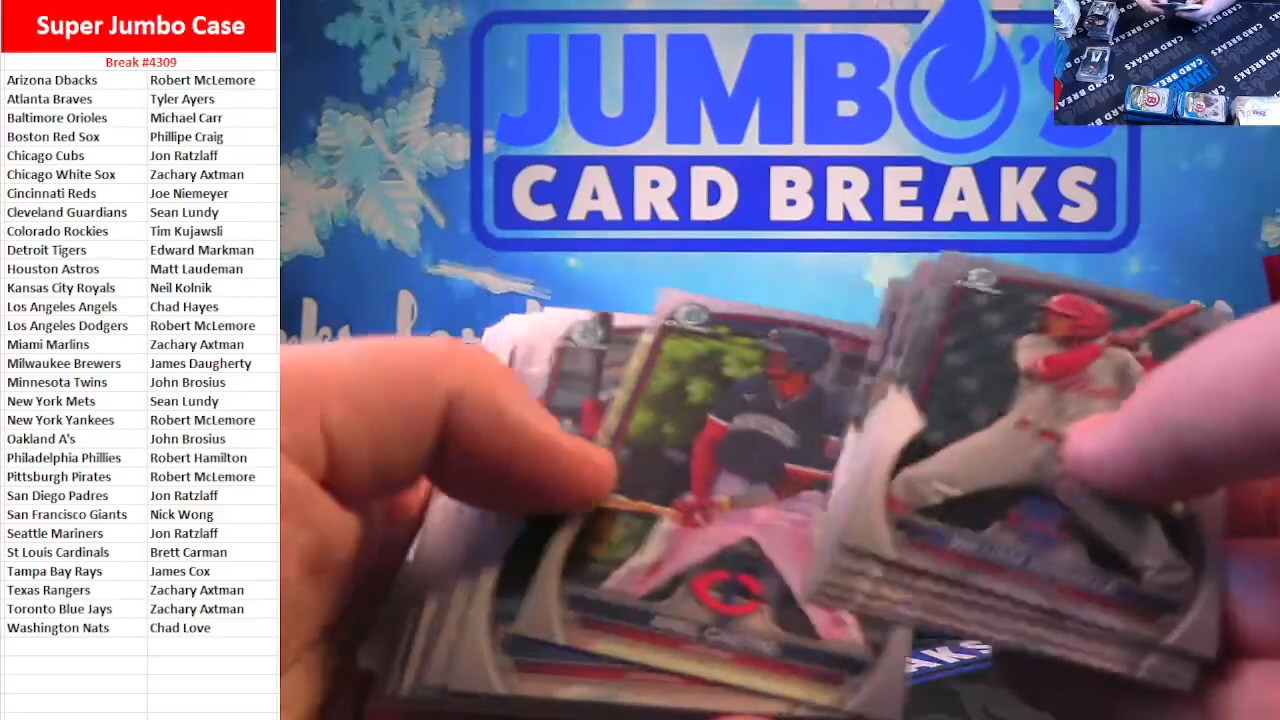 Super Jumbo Case
Break #4309
Arizona Dbacks Robert McLemore
Atlanta Braves Tyler Ayers
Baltimore Orioles Michael Carr
Boston Red Sox Phillipe Craig
Chicago Cubs Jon Ratzlaff
Chicago White Sox Zachary Axtman
Cincinnati Reds Joe Niemeyer
Cleveland Guardians Sean Lundy
Colorado Rockies Tim Kujawsli
Detroit Tigers Edward Markman
Houston Astros Matt Laudeman
Kansas City Royals Neil Kolnik
Los Angeles Angels Chad Hayes
Los Angeles Dodgers Robert McLemore
Miami Marlins Zachary Axtman
Milwaukee Brewers James Daugherty
Minnesota Twins John Brosius
New York Mets Sean Lundy
New York Yankees Robert McLemore
Oakland A's John Brosius
Philadelphia Phillies Robert Hamilton
Pittsburgh Pirates Robert McLemore
San Diego Padres Jon Ratzlaff
San Francisco Giants Nick Wong
Seattle Mariners Jon Ratzlaff
St Louis Cardinals Brett Carman
Tampa Bay Rays James Cox
Texas Rangers Zachary Axtman
Toronto Blue Jays Zachary Axtman
Washington Nats Chad Love
JUMBO'S
CARD BREAKS
CARD BREAKS